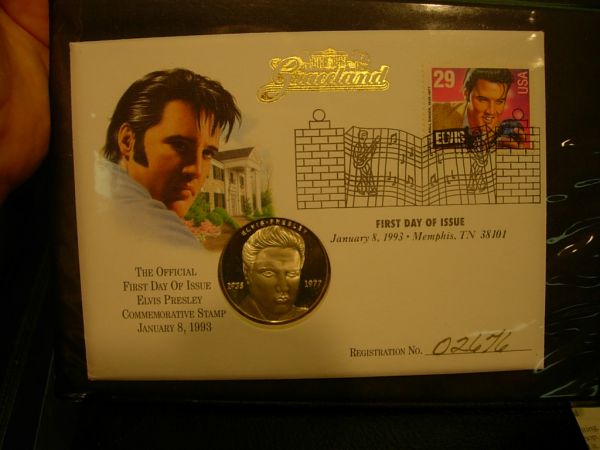 Graceland
29
USA
ELVIS
FIRST DAY OF ISSUE
January 8, 1993 • Memphis, TN 38101
ELVIS PRESLEY
1935 1977
THE OFFICIAL
FIRST DAY OF ISSUE
ELVIS PRESLEY
COMMEMORATIVE STAMP
JANUARY 8, 1993
REGISTRATION NO. 02676